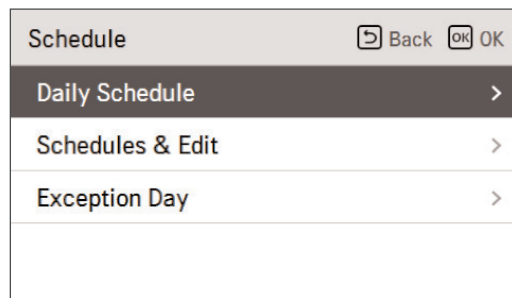 Schedule Back OK OK
Daily Schedule >
Schedules & Edit >
Exception Day >